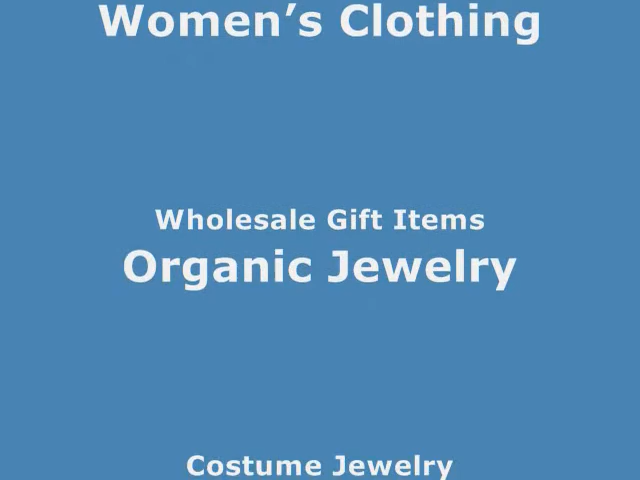 Women’s Clothing
Wholesale Gift Items
Organic Jewelry
Costume Jewelry